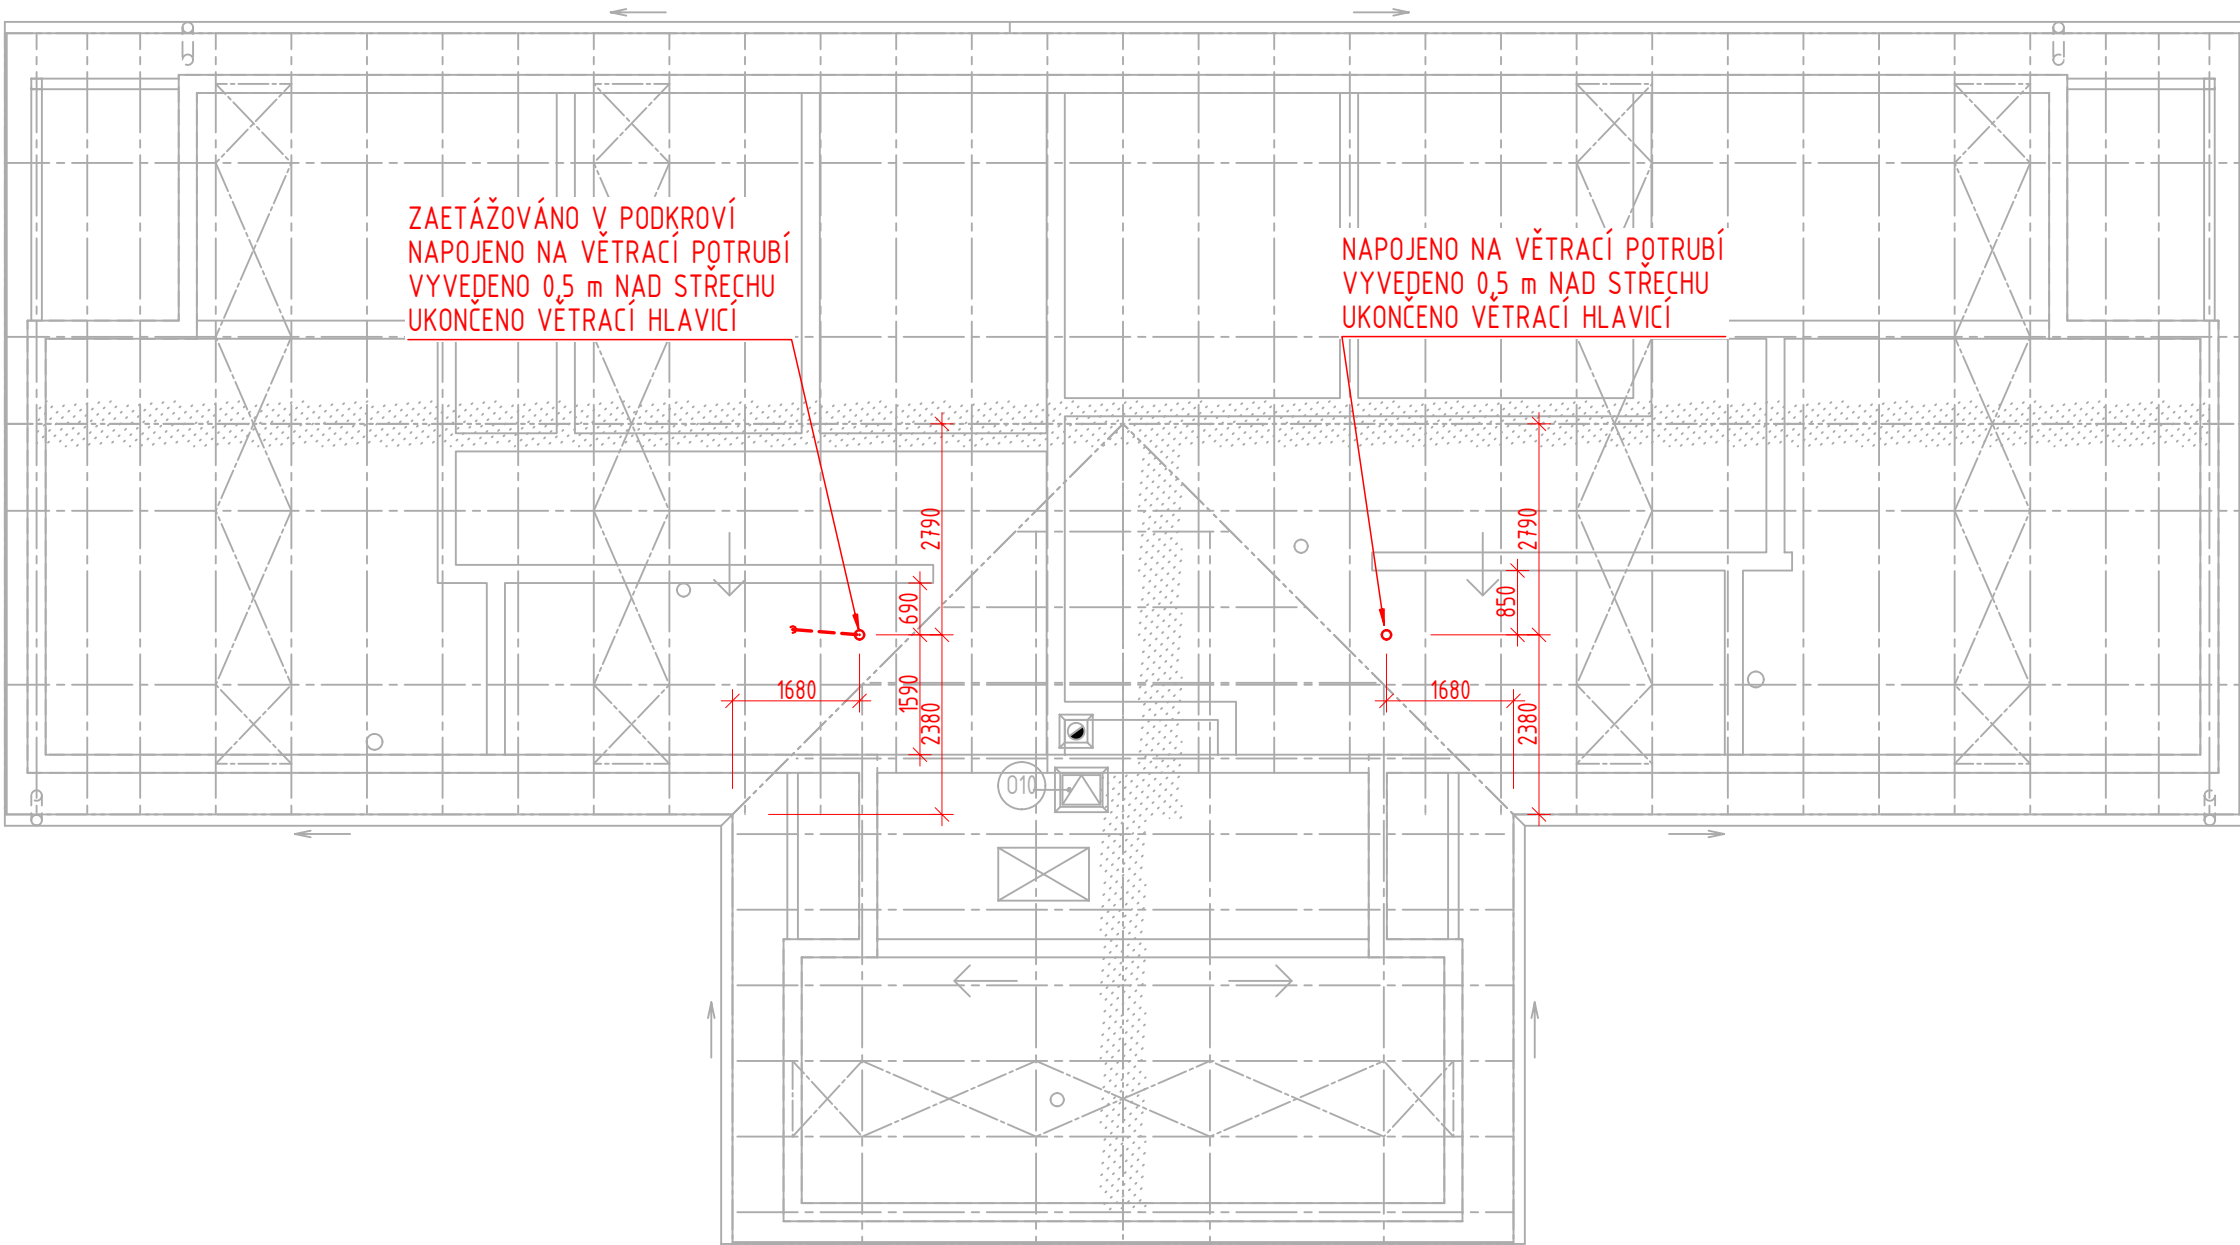 ZAETÁŽOVÁNO V PODKROVÍ
NAPOJENO NA VĚTRACÍ POTRUBÍ
VYVEDENO 0,5 m NAD STŘECHU
UKONČENO VĚTRACÍ HLAVICÍ
NAPOJENO NA VĚTRACÍ POTRUBÍ
VYVEDENO 0,5 m NAD STŘECHU
UKONČENO VĚTRACÍ HLAVICÍ
2790
690
1590
2380
1680
2790
850
1680
2380
O10